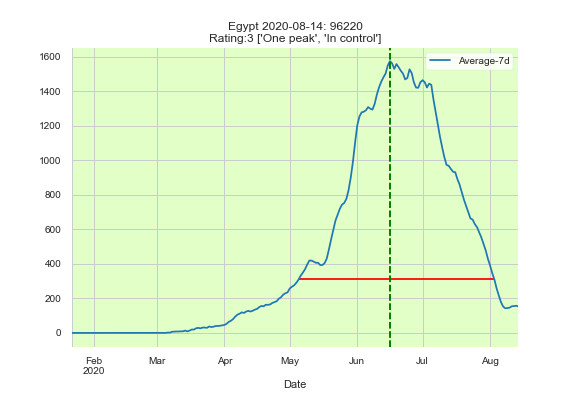 Egypt 2020-08-14: 96220
Rating:3 ['One peak', 'In control']
Average-7d
1600
1400
1200
1000
800
600
400
200
0
Feb Mar Apr May Jun Jul Aug
2020
Date